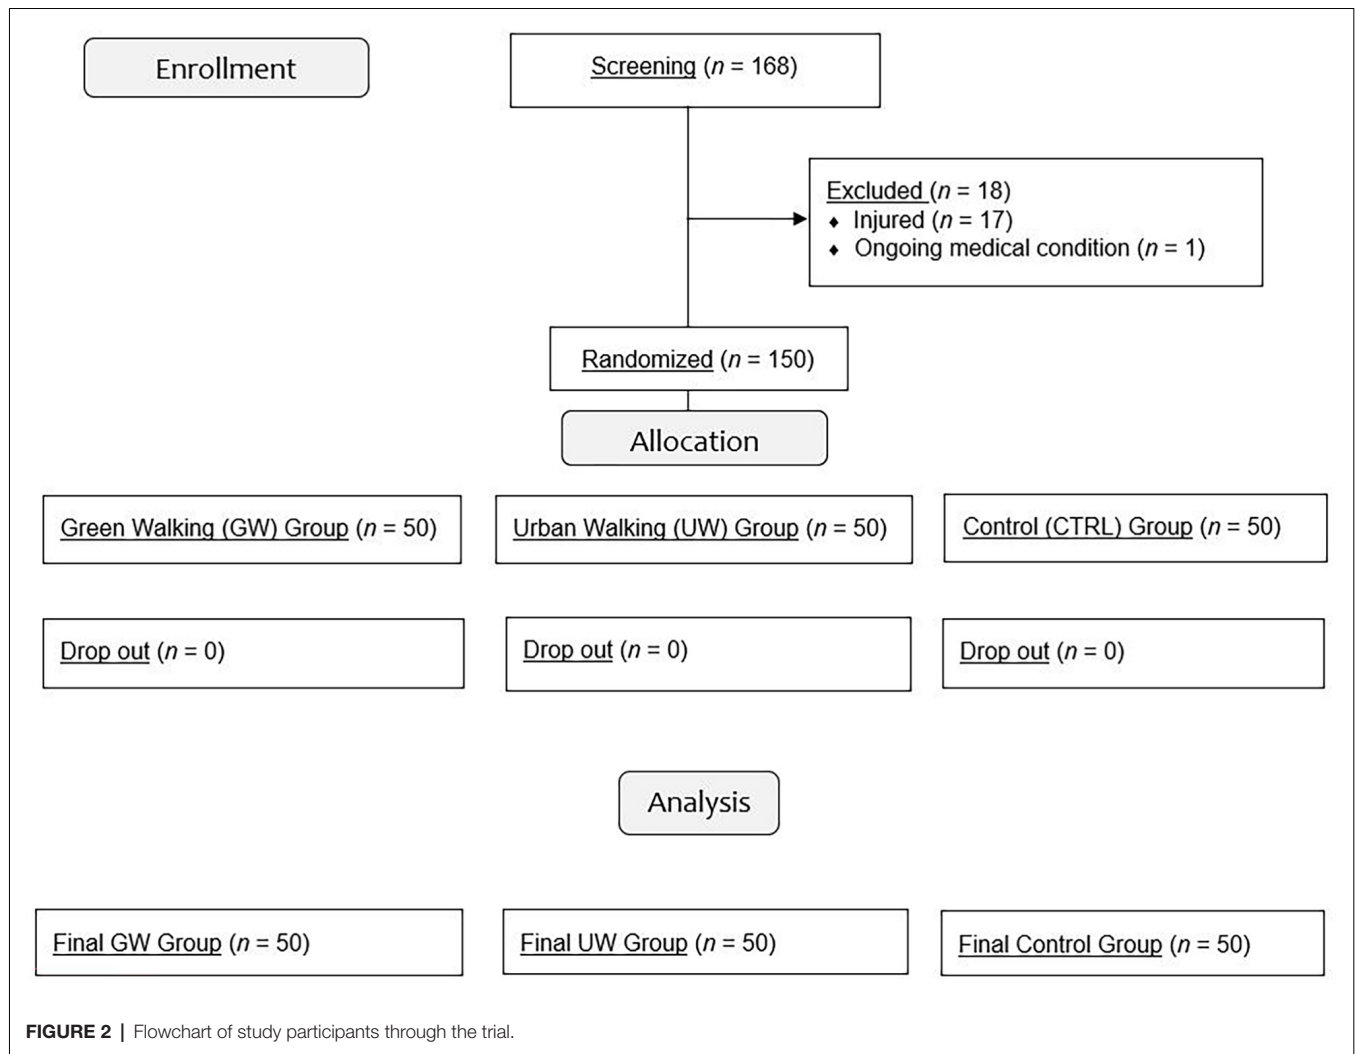 Enrollment
Screening (n = 168)
Excluded (n = 18)
♦ Injured (n = 17)
♦ Ongoing medical condition (n = 1)
Randomized (n = 150)
Allocation
Green Walking (GW) Group (n = 50)
Urban Walking (UW) Group (n = 50)
Control (CTRL) Group (n = 50)
Drop out (n = 0)
Drop out (n = 0)
Drop out (n = 0)
Analysis
Final GW Group (n = 50)
Final UW Group (n = 50)
Final Control Group (n = 50)
FIGURE 2 | Flowchart of study participants through the trial.